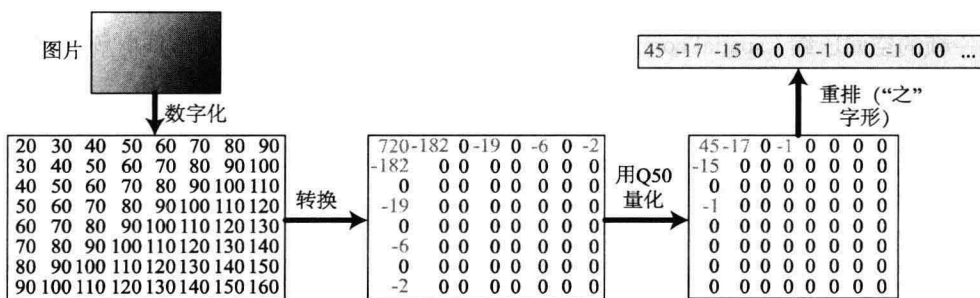 图片
数字化
20 30 40 50 60 70 80 90
30 40 50 60 70 80 90 100
40 50 60 70 80 90 100 110
50 60 70 80 90 100 110 120
60 70 80 90 100 110 120 130
70 80 90 100 110 120 130 140
80 90 100 110 120 130 140 150
90 100 110 120 130 140 150 160
转换
720 -182 0 -19 0 -6 0 -2
-182 0 0 0 0 0 0 0
0 0 0 0 0 0 0 0
-19 0 0 0 0 0 0 0
0 0 0 0 0 0 0 0
-6 0 0 0 0 0 0 0
0 0 0 0 0 0 0 0
-2 0 0 0 0 0 0 0
用Q50
量化
45 -17 0 -1 0 0 0 0
-15 0 0 0 0 0 0 0
0 0 0 0 0 0 0 0
-1 0 0 0 0 0 0 0
0 0 0 0 0 0 0 0
0 0 0 0 0 0 0 0
0 0 0 0 0 0 0 0
0 0 0 0 0 0 0 0
重排（“之”
字形）
45 -17 -15 0 0 0 -1 0 0 -1 0 0 ...